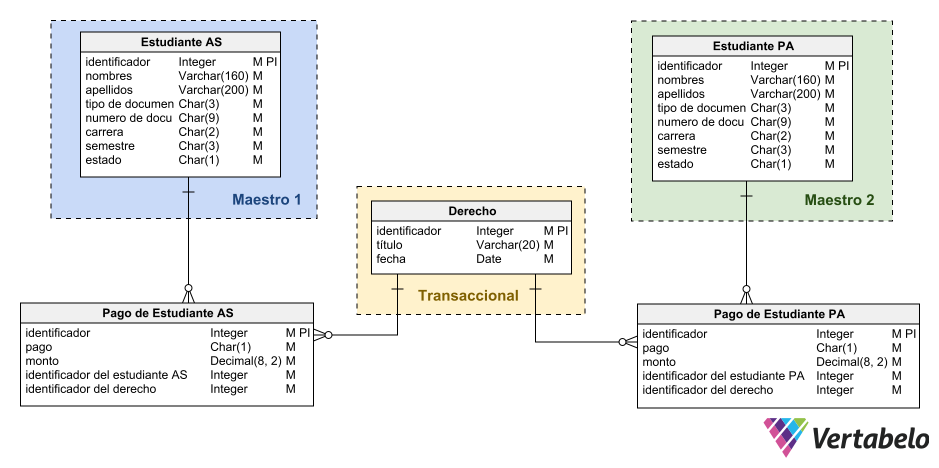 Estudiante AS
identificador Integer M PI
nombres Varchar(160) M
apellidos Varchar(200) M
tipo de documen Char(3) M
numero de docu Char(9) M
carrera Char(2) M
semestre Char(3) M
estado Char(1) M
Maestro 1
Estudiante PA
identificador Integer M PI
nombres Varchar(160) M
apellidos Varchar(200) M
tipo de documen Char(3) M
numero de docu Char(9) M
carrera Char(2) M
semestre Char(3) M
estado Char(1) M
Maestro 2
Derecho
identificador Integer M PI
título Varchar(20) M
fecha Date M
Transaccional
Pago de Estudiante AS
identificador Integer M PI
pago Char(1) M
monto Decimal(8, 2) M
identificador del estudiante AS Integer M
identificador del derecho Integer M
Pago de Estudiante PA
identificador Integer M PI
pago Char(1) M
monto Decimal(8, 2) M
identificador del estudiante PA Integer M
identificador del derecho Integer M
Vertabelo